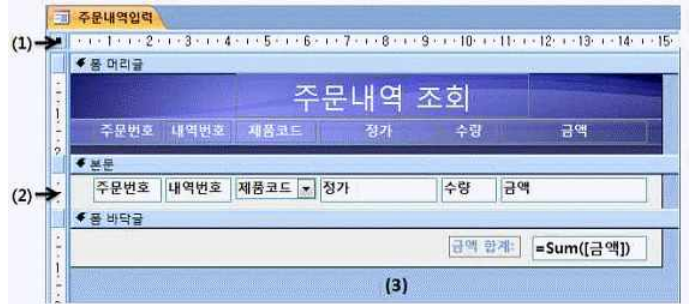 주문내역입력
(1) 1 2 3 4 5 6 7 8 9 10 11 12 13 14 15
폼 머리글
주문내역 조회
주문번호 내역번호 제품코드 정가 수량 금액
본문
(2) 주문번호 내역번호 제품코드 정가 수량 금액
폼 바닥글
금액 합계: =Sum([금액])
(3)